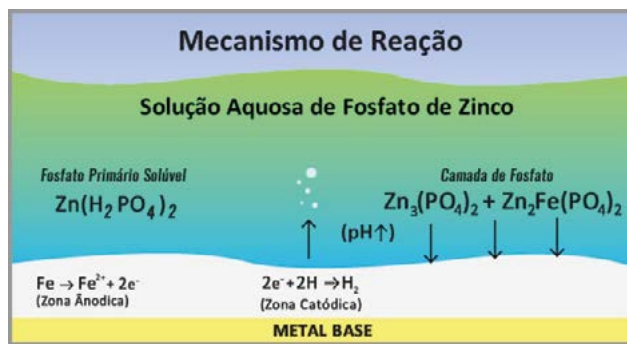 Mecanismo de Reação
Solução Aquosa de Fosfato de Zinco
Fosfato Primário Solúvel
Zn(H₂PO₄)₂
Camada de Fosfato
Zn₃(PO₄)₂ + Zn₂Fe(PO₄)₂
(pH↑)
Fe → Fe²⁺ + 2e⁻
(Zona Ânodica)
2e⁻+2H →H₂
(Zona Catódica)
METAL BASE